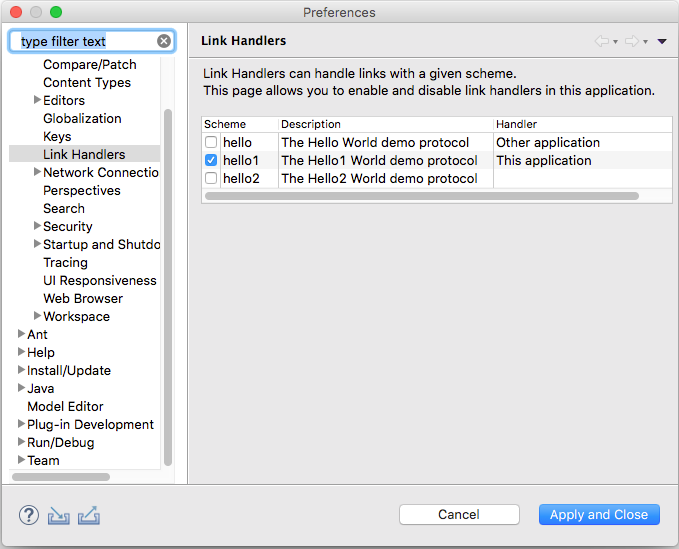 Preferences
type filter text
Compare/Patch
Content Types
Editors
Globalization
Keys
Link Handlers
Network Connectio
Perspectives
Search
Security
Startup and Shutdo
Tracing
UI Responsiveness
Web Browser
Workspace
Ant
Help
Install/Update
Java
Model Editor
Plug-in Development
Run/Debug
Team
Link Handlers
Link Handlers can handle links with a given scheme.
This page allows you to enable and disable link handlers in this application.
Scheme Description Handler
hello The Hello World demo protocol Other application
hello1 The Hello1 World demo protocol This application
hello2 The Hello2 World demo protocol
? Cancel Apply and Close